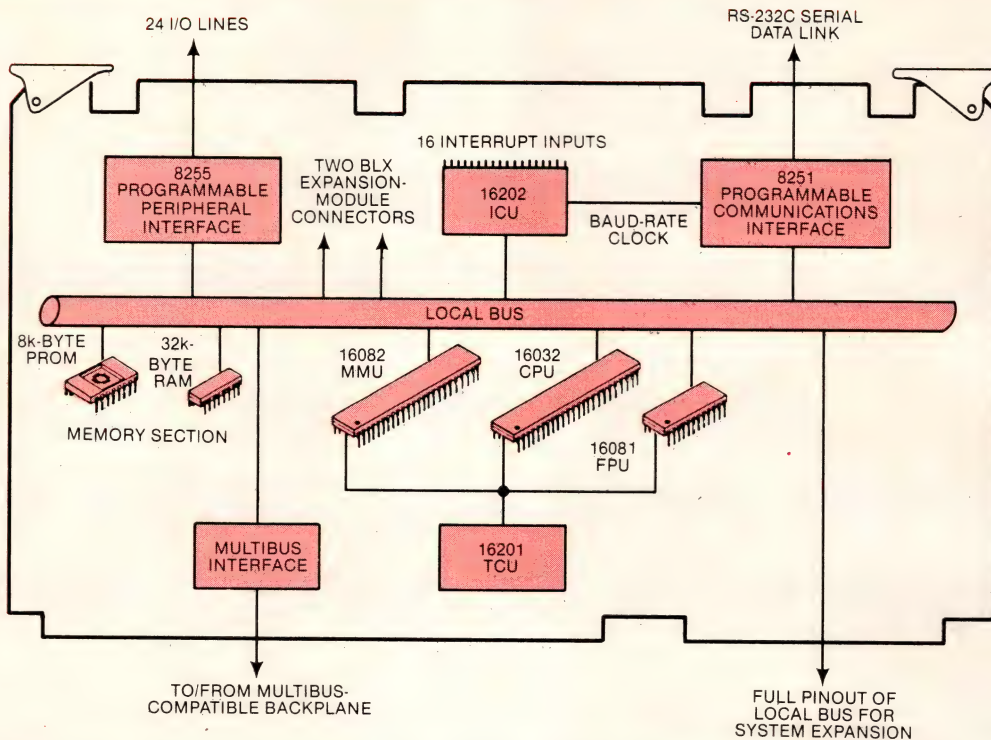 24 I/O LINES
RS-232C SERIAL
DATA LINK
8255
PROGRAMMABLE
PERIPHERAL
INTERFACE
TWO BLX
EXPANSION-
MODULE
CONNECTORS
16 INTERRUPT INPUTS
16202
ICU
BAUD-RATE
CLOCK
8251
PROGRAMMABLE
COMMUNICATIONS
INTERFACE
LOCAL BUS
8k-BYTE
PROM
32k-
BYTE
RAM
MEMORY SECTION
16082
MMU
16032
CPU
16081
FPU
MULTIBUS
INTERFACE
16201
TCU
TO/FROM MULTIBUS-
COMPATIBLE BACKPLANE
FULL PINOUT OF
LOCAL BUS FOR
SYSTEM EXPANSION